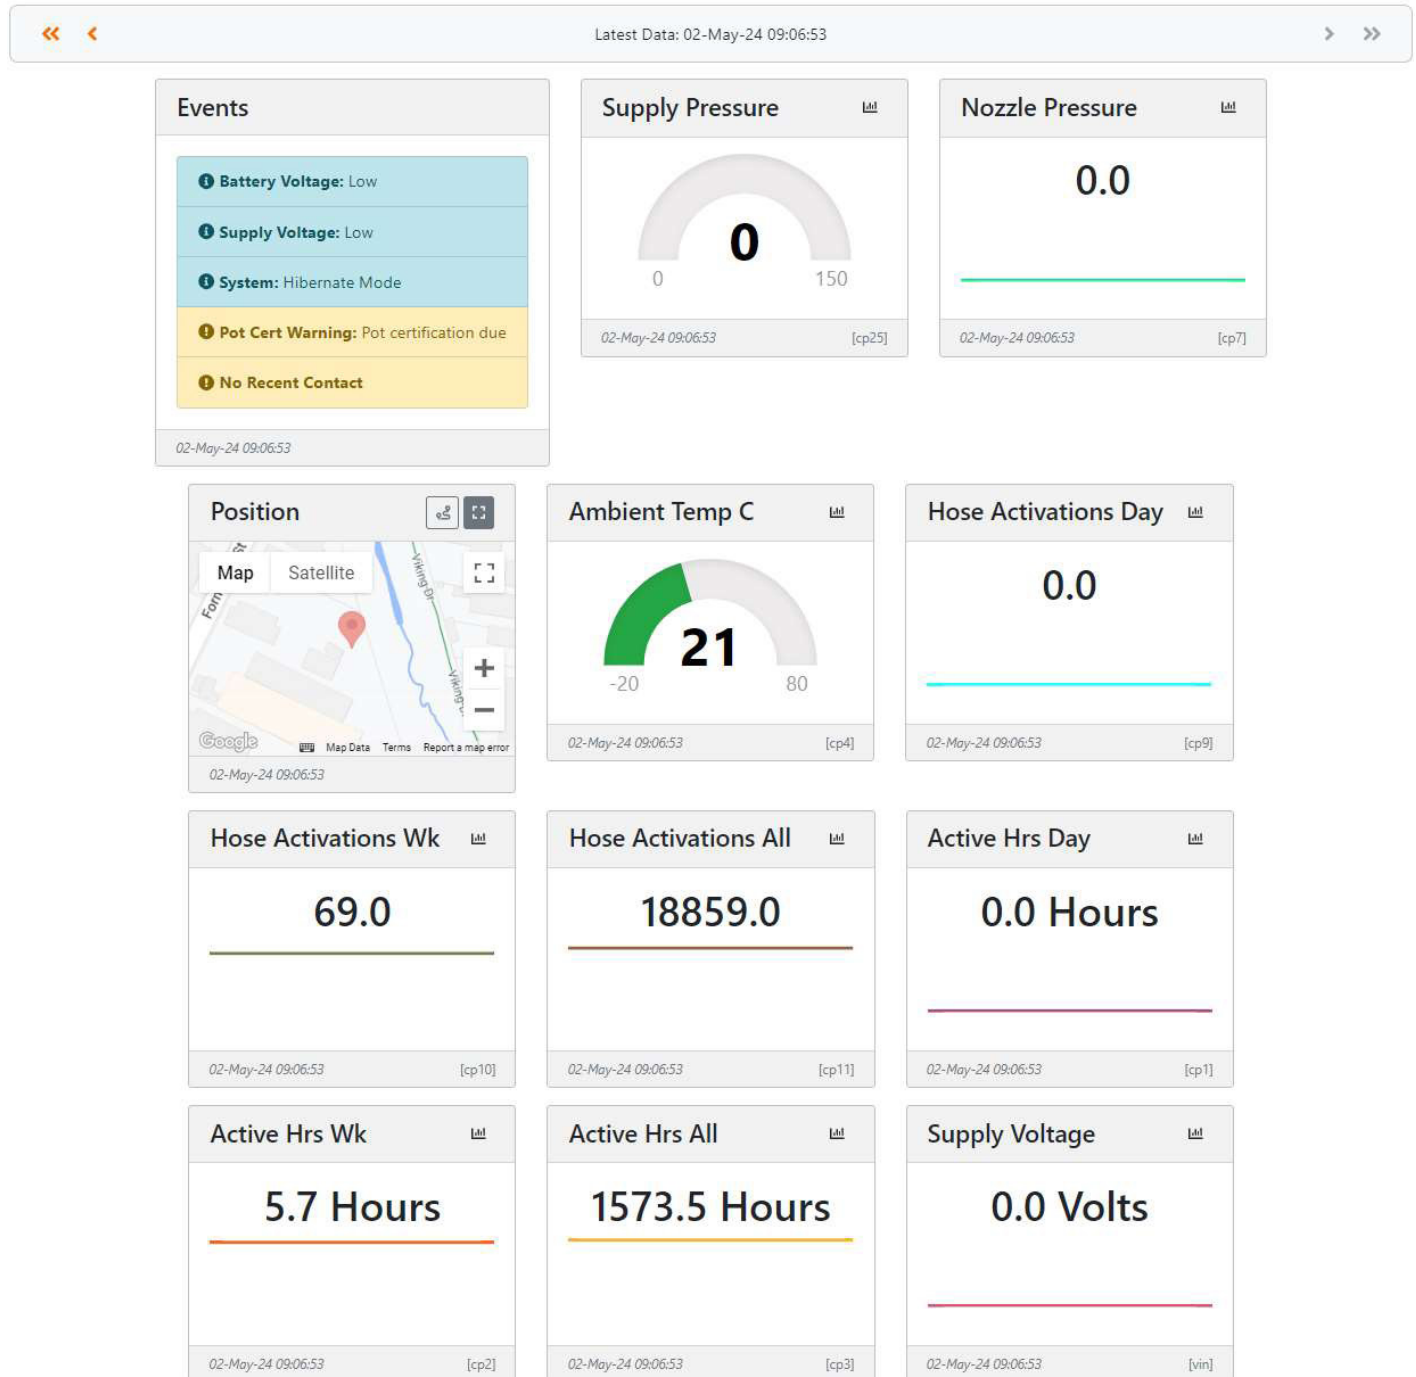 Latest Data: 02-May-24 09:06:53
Events
Battery Voltage: Low
Supply Voltage: Low
System: Hibernate Mode
Pot Cert Warning: Pot certification due
No Recent Contact
02-May-24 09:06:53
Supply Pressure
0
0
150
02-May-24 09:06:53 [cp25]
Nozzle Pressure
0.0
02-May-24 09:06:53 [cp7]
Position
Map Satellite
St
Forn
Viking Dr
Viking D
Google
Map Data Terms Report a map error
02-May-24 09:06:53
Ambient Temp C
21
-20
80
02-May-24 09:06:53 [cp4]
Hose Activations Day
0.0
02-May-24 09:06:53 [cp9]
Hose Activations Wk
69.0
02-May-24 09:06:53 [cp10]
Hose Activations All
18859.0
02-May-24 09:06:53 [cp11]
Active Hrs Day
0.0 Hours
02-May-24 09:06:53 [cp1]
Active Hrs Wk
5.7 Hours
02-May-24 09:06:53 [cp2]
Active Hrs All
1573.5 Hours
02-May-24 09:06:53 [cp3]
Supply Voltage
0.0 Volts
02-May-24 09:06:53 [vin]